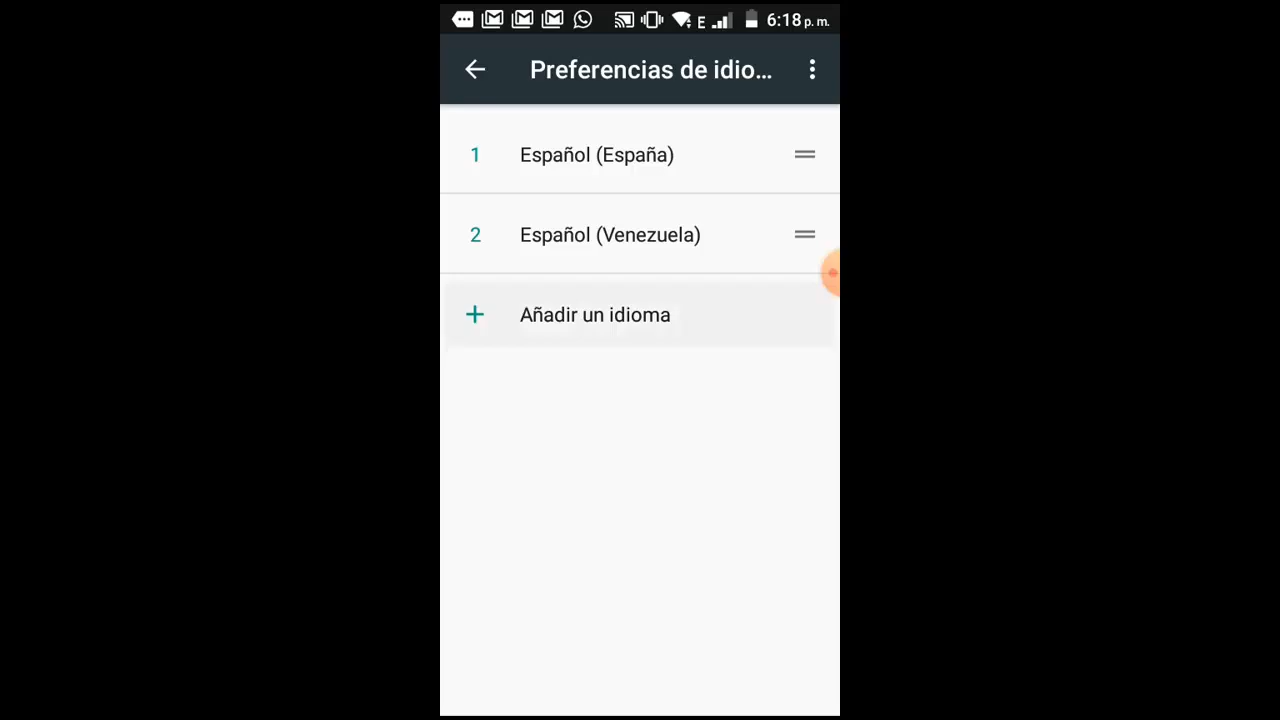 E 6:18 p. m.
Preferencias de idio...
1 Español (España)
2 Español (Venezuela)
+ Añadir un idioma